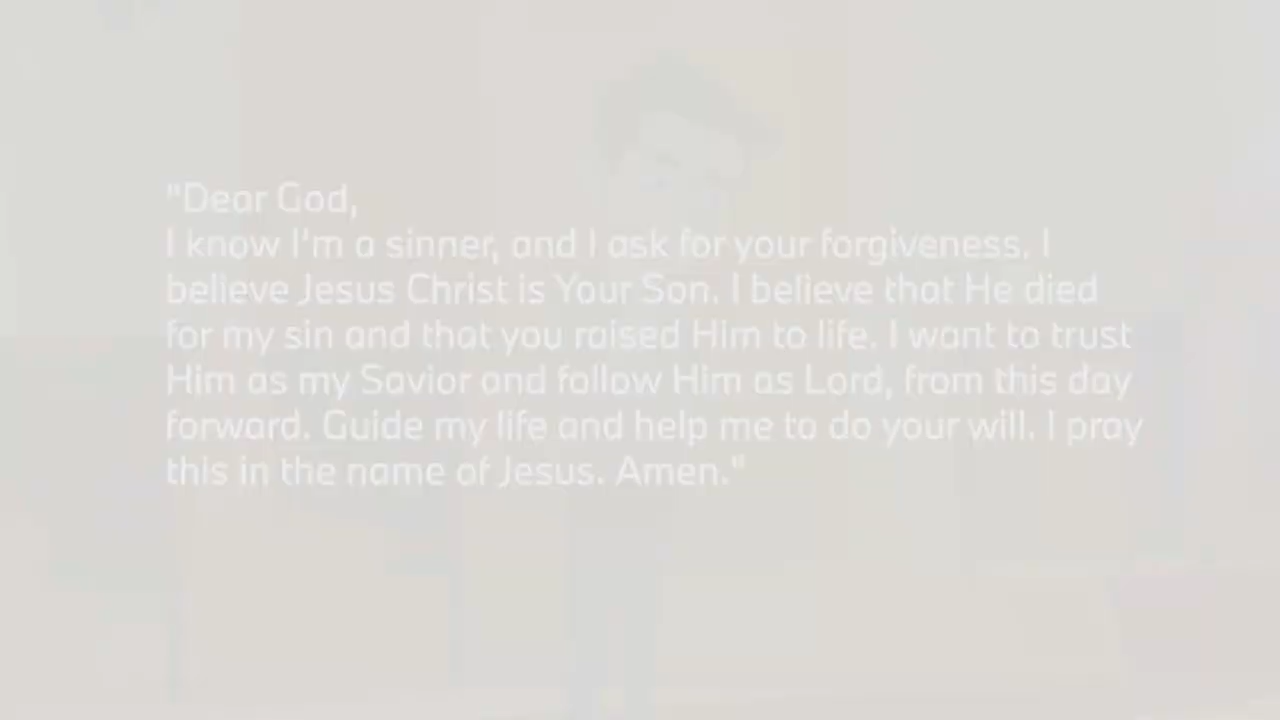 "Dear God,
I know I'm a sinner, and I ask for your forgiveness. I
believe Jesus Christ is Your Son. I believe that He died
for my sin and that you raised Him to life. I want to trust
Him as my Savior and follow Him as Lord, from this day
forward. Guide my life and help me to do your will. I pray
this in the name of Jesus. Amen."